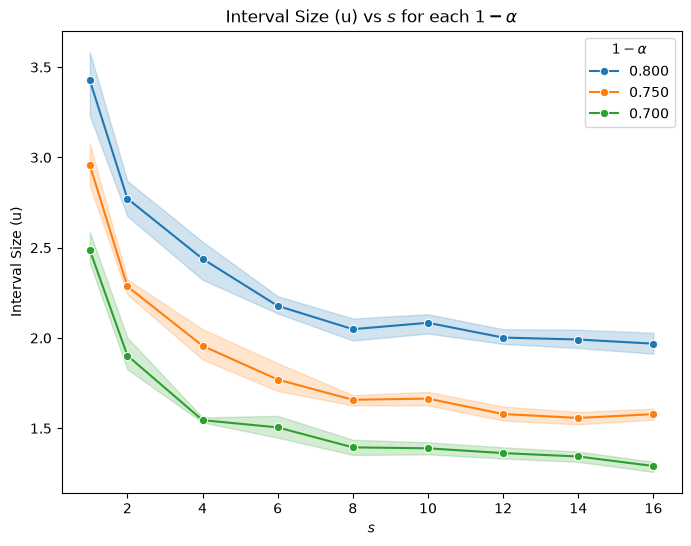 Interval Size (u) vs s for each 1 − α
1 − α
0.800
0.750
0.700
Interval Size (u)
3.5
3.0
2.5
2.0
1.5
2 4 6 8 10 12 14 16
s